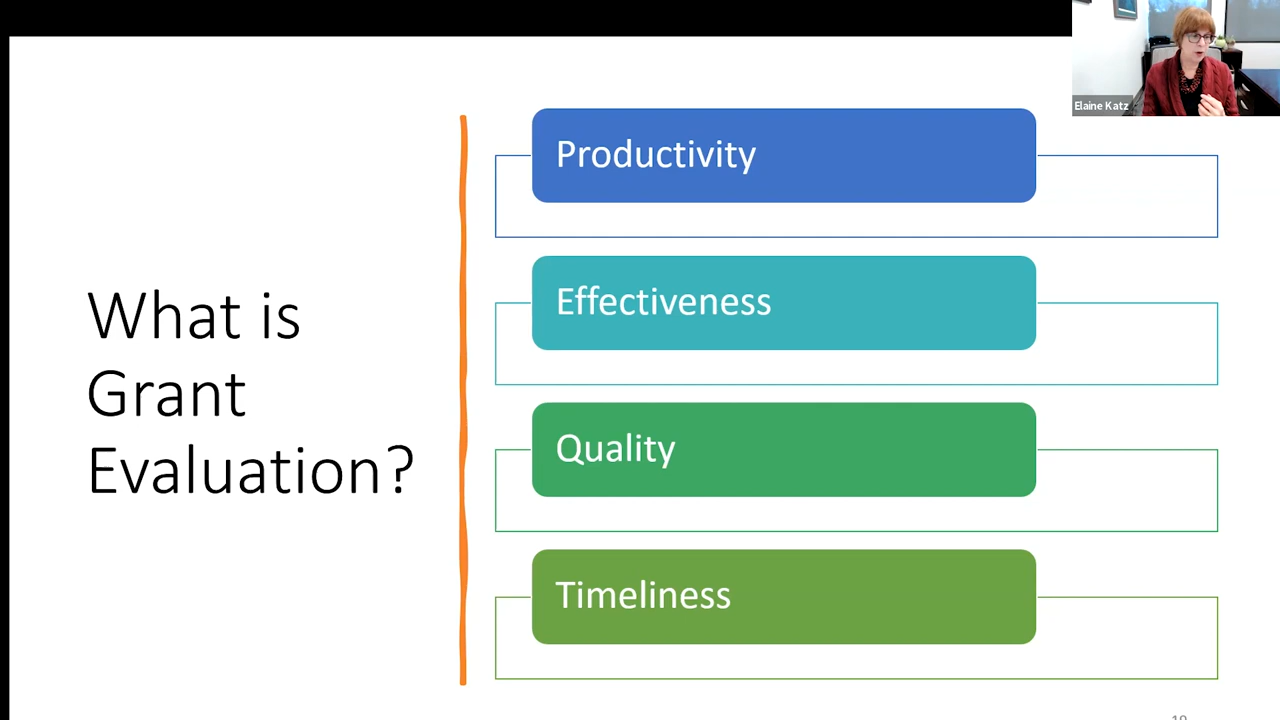 Elaine Katz
What is
Grant
Evaluation?
Productivity
Effectiveness
Quality
Timeliness